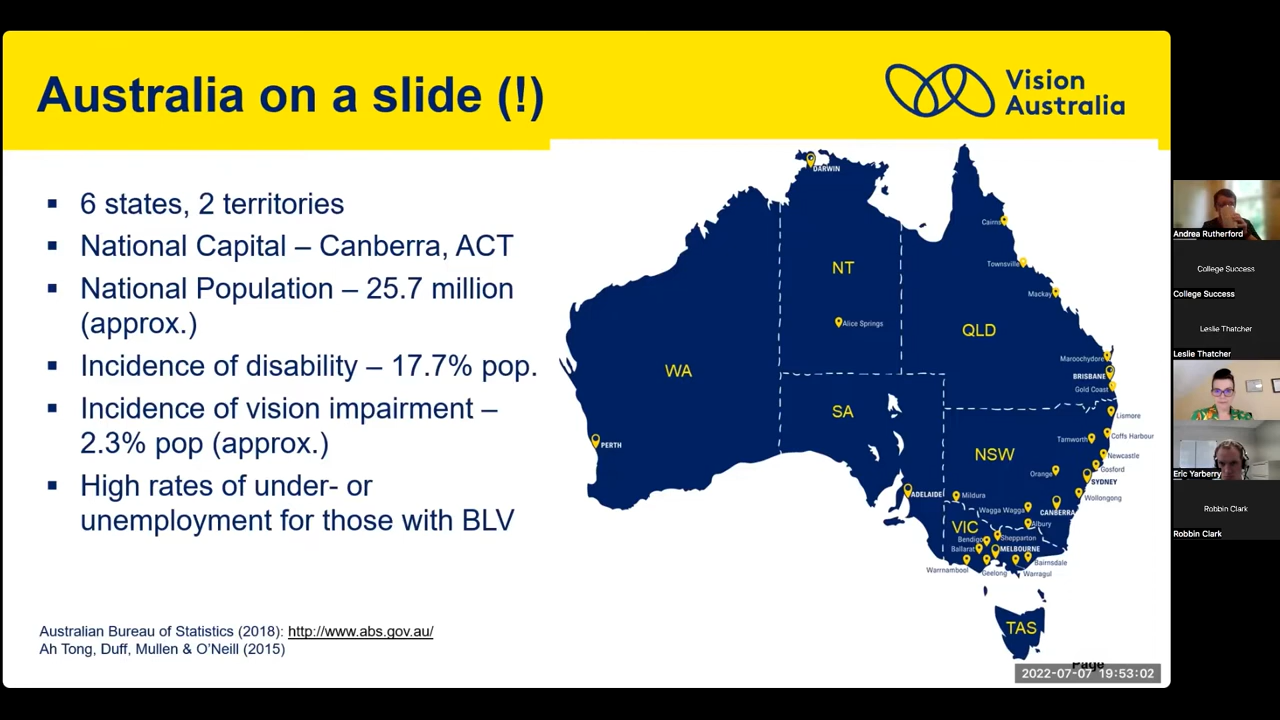 Australia on a slide (!)
Vision
Australia
6 states, 2 territories
National Capital – Canberra, ACT
National Population – 25.7 million
(approx.)
Incidence of disability – 17.7% pop.
Incidence of vision impairment –
2.3% pop (approx.)
High rates of under- or
unemployment for those with BLV
Australian Bureau of Statistics (2018): http://www.abs.gov.au/
Ah Tong, Duff, Mullen & O'Neill (2015)
DARWIN
Cairns
NT
Townsville
Mackay
Alice Springs
QLD
Maroochydore
WA
BRISBANE
Gold Coast
SA
Lismore
Coffs Harbour
Tamworth
PERTH
NSW
Newcastle
Orange
Gosford
SYDNEY
ADELAIDE
Mildura
Wollongong
Wagga Wagga
CANBERRA
VIC
Albury
Bendigo
Shepparton
Ballarat
MELBOURNE
Bairnsdale
Warrnambool
Geelong
Warragul
TAS
Page
2022-07-07 19:53:02
Andrea Rutherford
College Success
College Success
Leslie Thatcher
Leslie Thatcher
Eric Yarberry
Robbin Clark
Robbin Clark